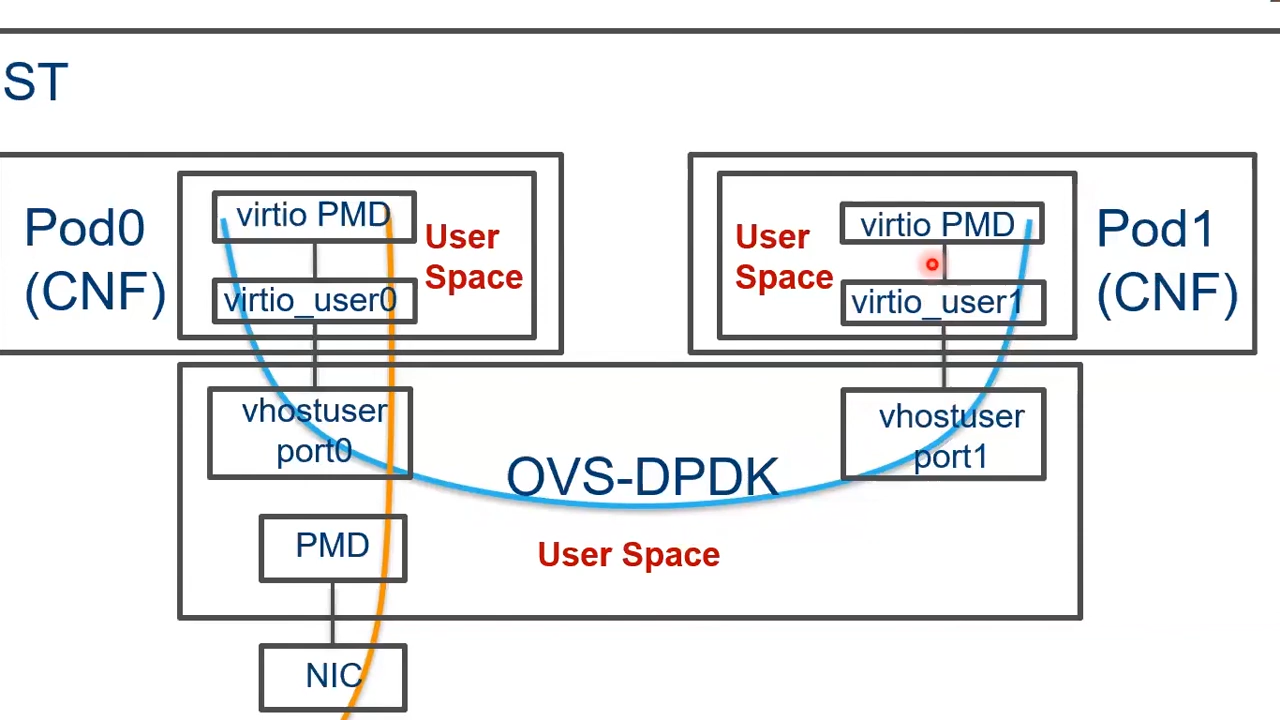 ST
Pod0
(CNF)
virtio PMD
User
Space
virtio_user0
User
Space
virtio PMD
virtio_user1
Pod1
(CNF)
vhostuser
port0
vhostuser
port1
OVS-DPDK
PMD
User Space
NIC